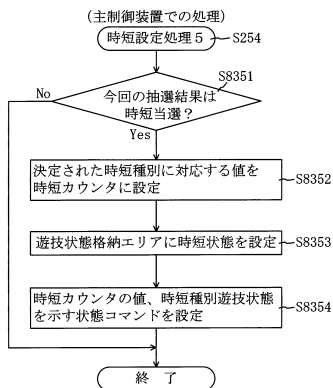 (主制御装置での処理)
時短設定処理5
S254
S8351
No
今回の抽選結果は
時短当選?
Yes
決定された時短種別に対応する値を
時短カウンタに設定
S8352
遊技状態格納エリアに時短状態を設定
S8353
時短カウンタの値、時短種別遊技状態
を示す状態コマンドを設定
S8354
終 了